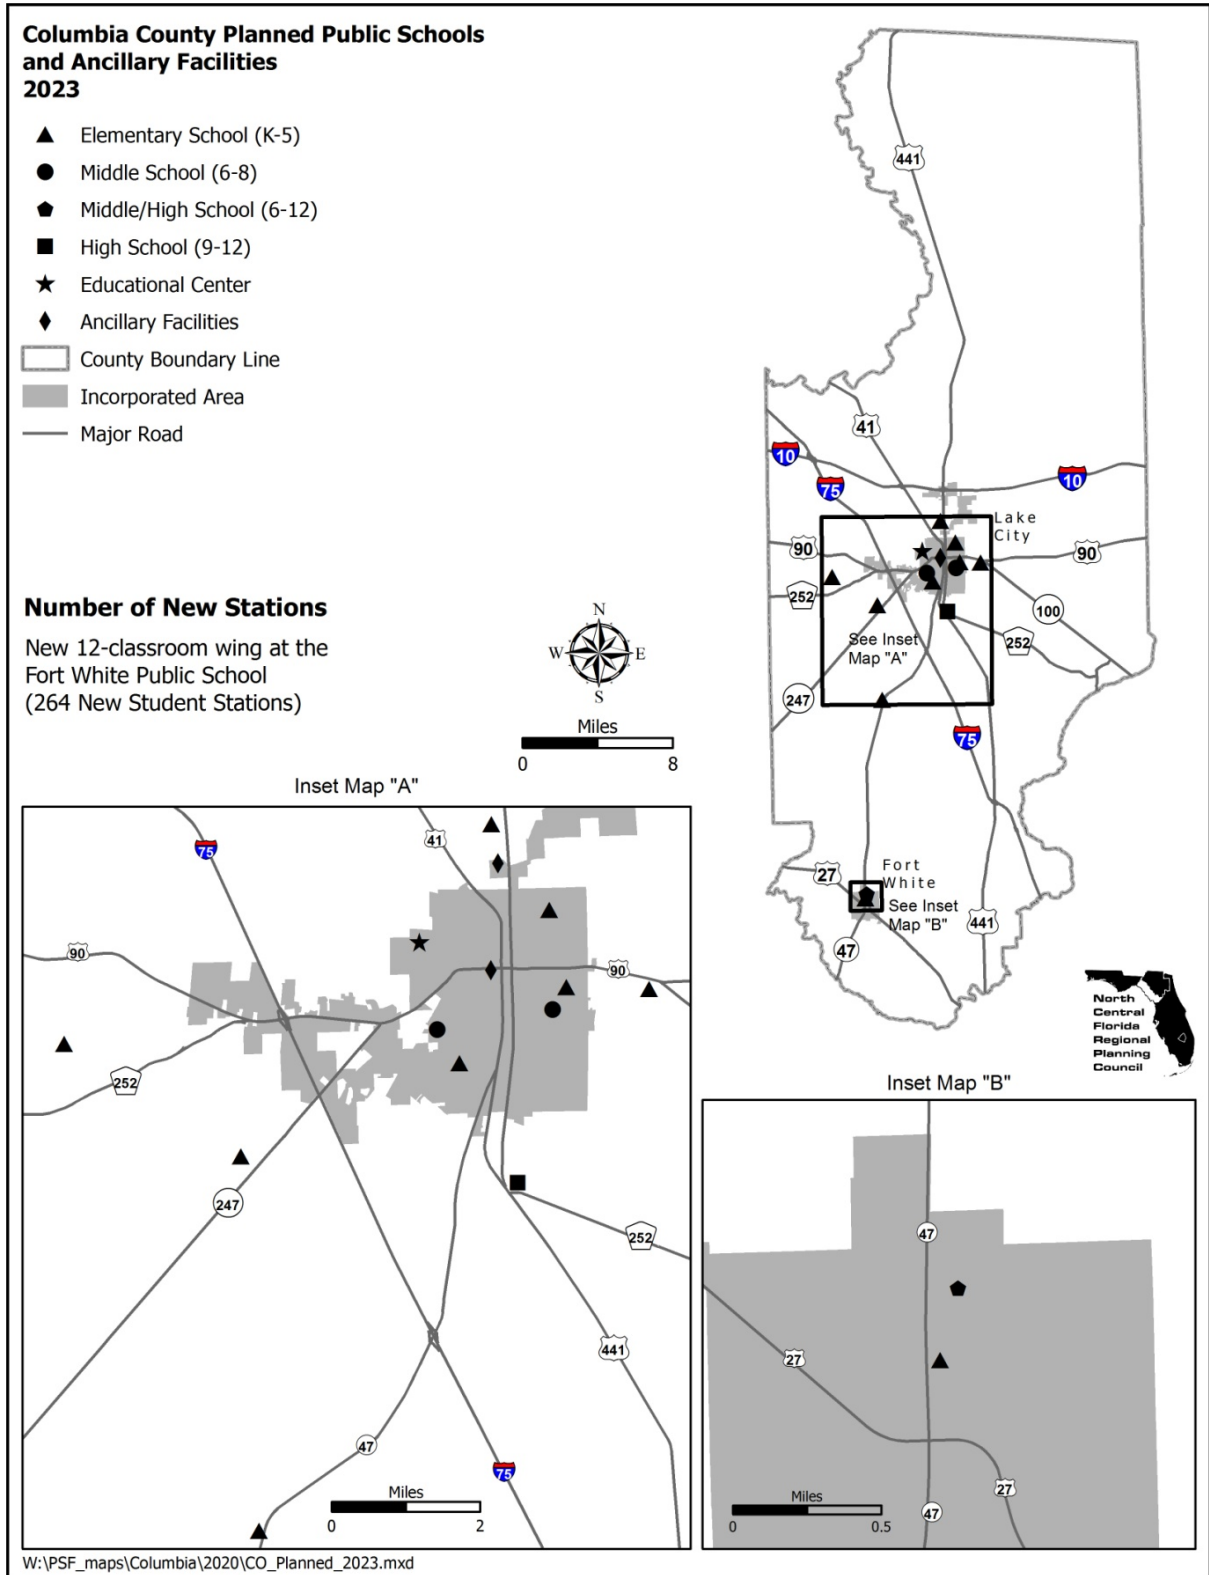 Columbia County Planned Public Schools
and Ancillary Facilities
2023
Elementary School (K-5)
Middle School (6-8)
Middle/High School (6-12)
High School (9-12)
Educational Center
Ancillary Facilities
County Boundary Line
Incorporated Area
Major Road
Number of New Stations
New 12-classroom wing at the
Fort White Public School
(264 New Student Stations)
N
W E
S
Miles
0 8
441
41
10
75
10
Lake
City
90
90
252
100
See Inset
Map "A"
252
247
75
27
Fort
White
See Inset
Map "B"
47
441
North
Central
Florida
Regional
Planning
Council
Inset Map "A"
75
41
90
90
252
247
252
441
47
75
Miles
0 2
Inset Map "B"
47
27
27
47
Miles
0 0.5
W:\PSF_maps\Columbia\2020\CO_Planned_2023.mxd